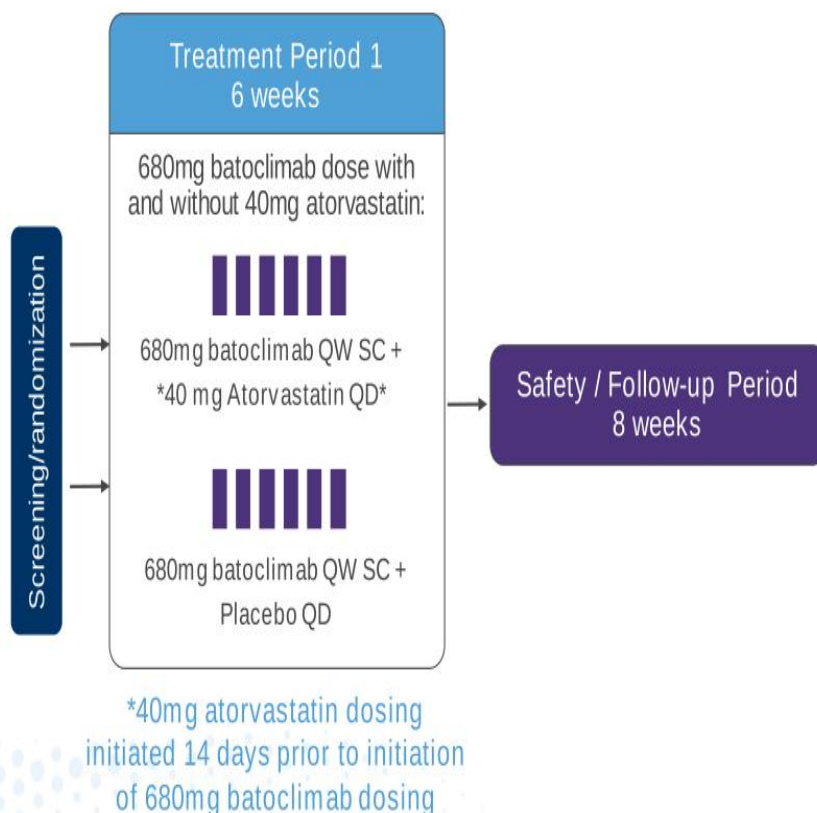 Treatment Period 1
6 weeks
680mg batoclimab dose with
and without 40mg atorvastatin:
Screening/randomization
680mg batoclimab QW SC +
*40 mg Atorvastatin QD*
680mg batoclimab QW SC +
Placebo QD
Safety / Follow-up Period
8 weeks
*40mg atorvastatin dosing
initiated 14 days prior to initiation
of 680mg batoclimab dosing